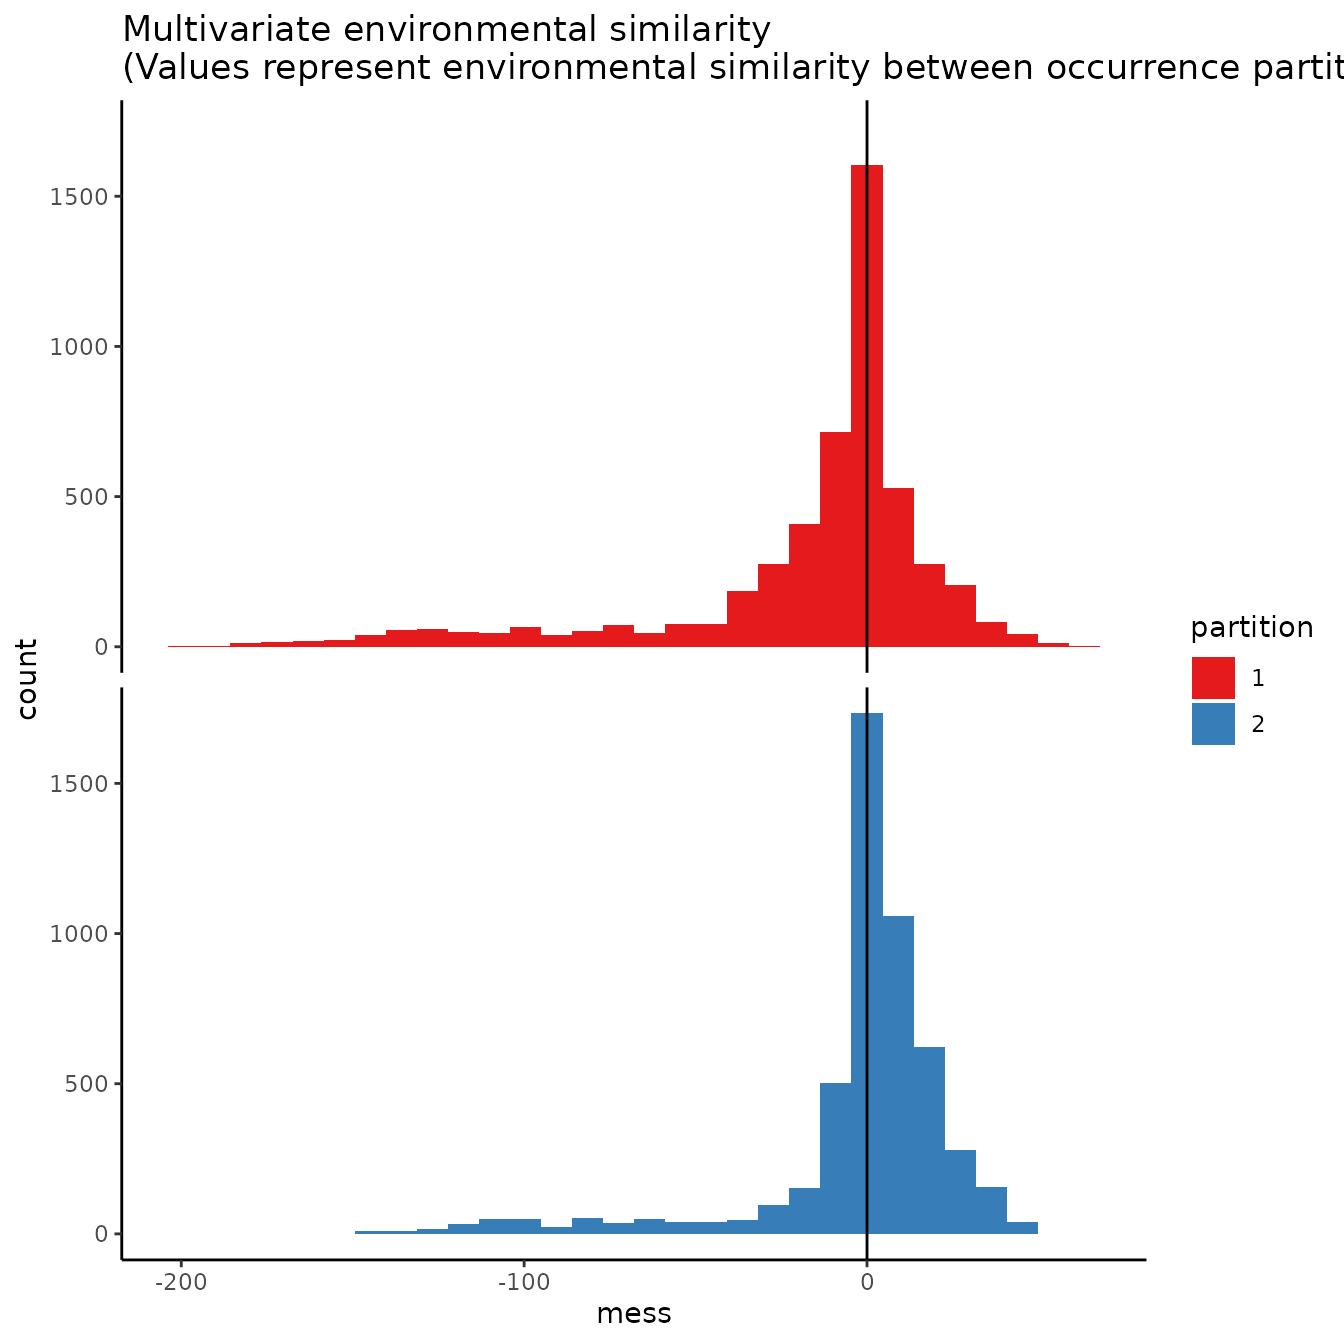 Multivariate environmental similarity
(Values represent environmental similarity between occurrence partit
1500
1000
500
0
count
1500
1000
500
0
-200
-100
0
mess
partition
1
2